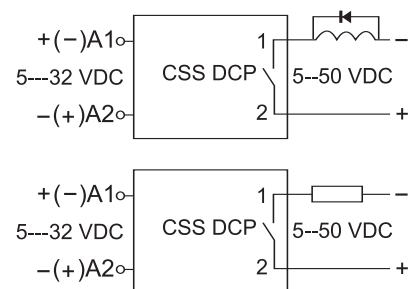 +(−)A1 1 −
5---32 VDC CSS DCP 5--50 VDC
−(+)A2 2 +
+(−)A1 1 −
5---32 VDC CSS DCP 5--50 VDC
−(+)A2 2 +